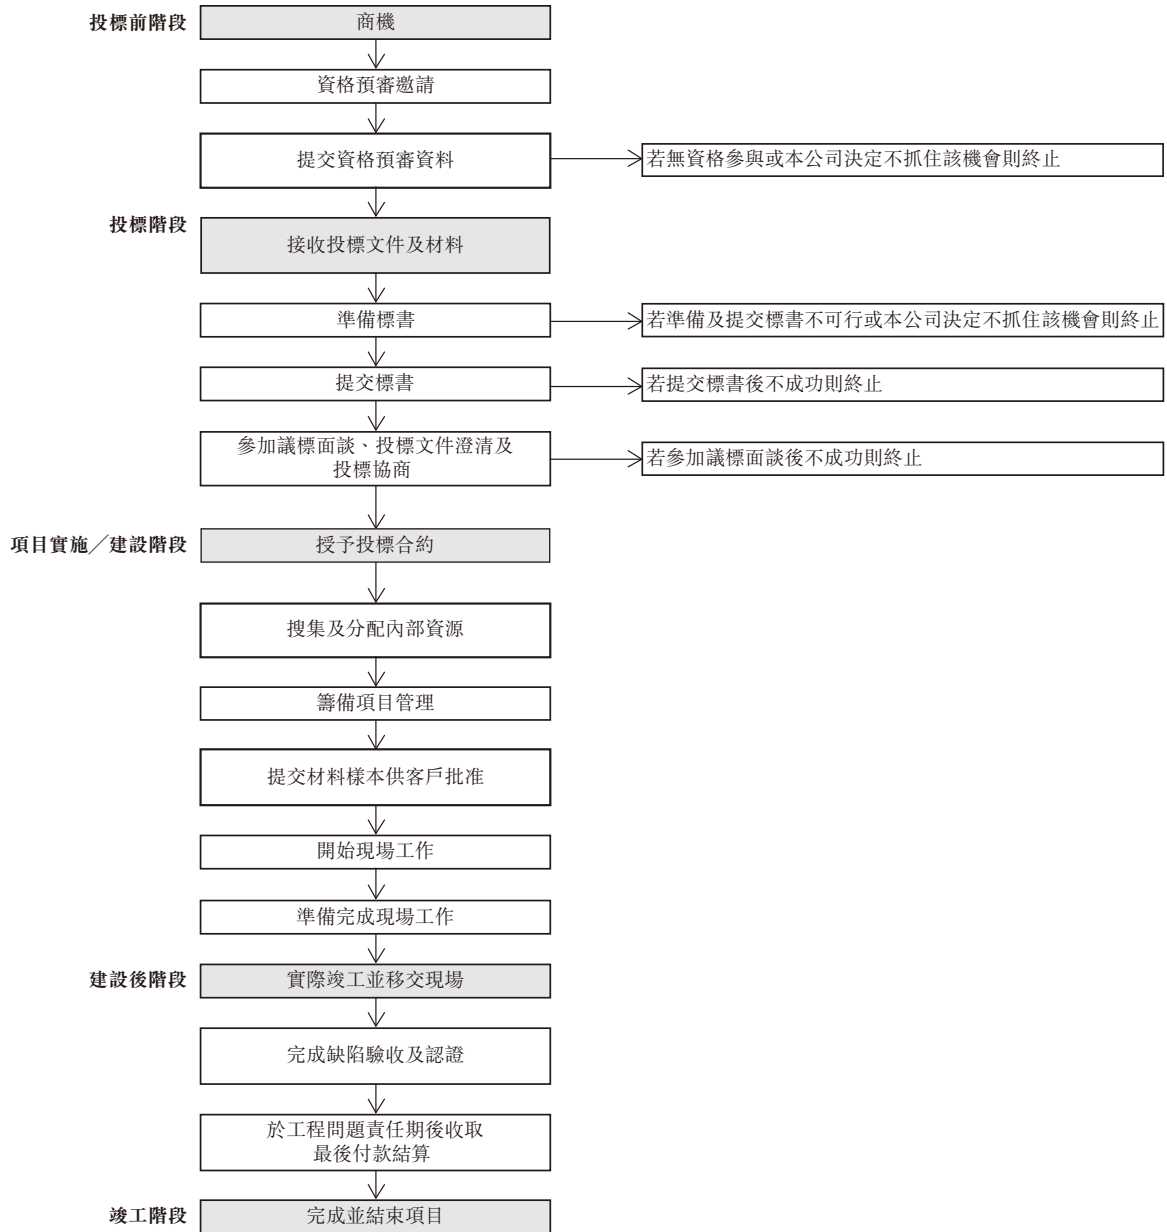 投標前階段
商機
資格預審邀請
提交資格預審資料
若無資格參與或本公司決定不抓住該機會則終止
投標階段
接收投標文件及材料
準備標書
若準備及提交標書不可行或本公司決定不抓住該機會則終止
提交標書
若提交標書後不成功則終止
參加議標面談、投標文件澄清及
投標協商
若參加議標面談後不成功則終止
項目實施╱建設階段
授予投標合約
搜集及分配內部資源
籌備項目管理
提交材料樣本供客戶批准
開始現場工作
準備完成現場工作
建設後階段
實際竣工並移交現場
完成缺陷驗收及認證
於工程問題責任期後收取
最後付款結算
竣工階段
完成並結束項目